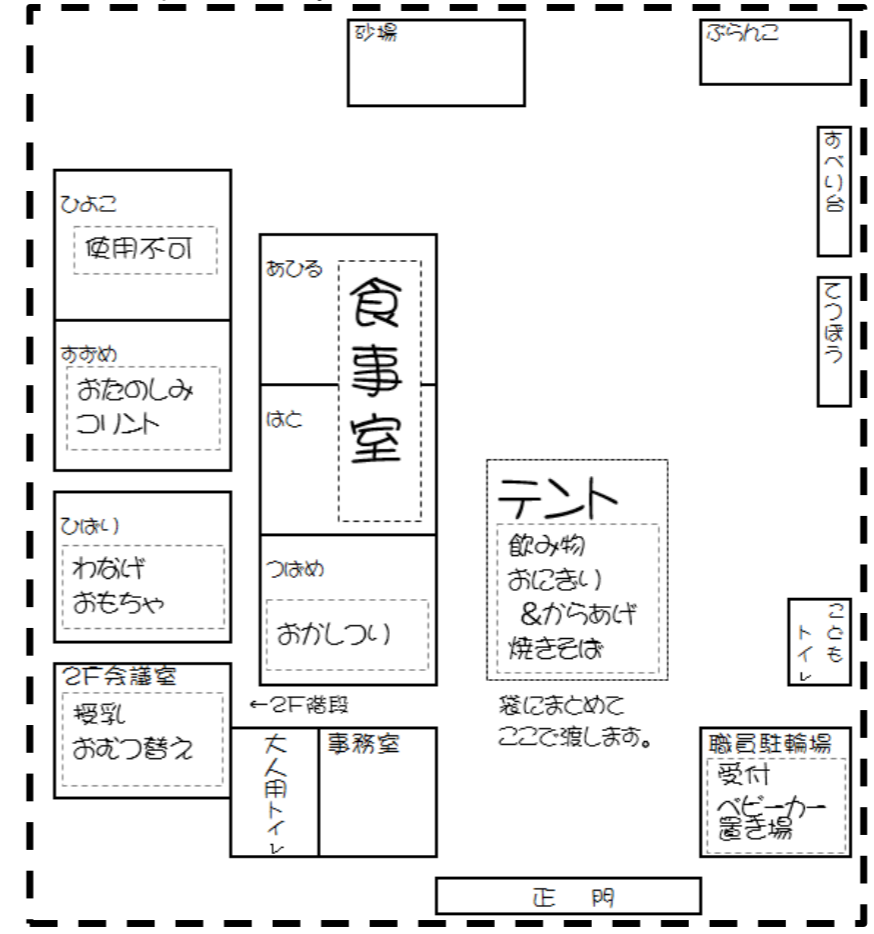 砂場
ぶらんこ
すべり台
てつぼう
ひよこ
使用不可
すずめ
おたのしみ
コリント
あひる
食事室
はと
ひばり
わなげ
おもちゃ
つばめ
おかしつり
テント
飲み物
おにぎり
&からあげ
焼きそば
袋にまとめて
ここで渡します。
こども
トイレ
2F会議室
授乳
おむつ替え
←2F階段
大人用トイレ
事務室
職員駐輪場
受付
ベビーカー
置き場
正 門